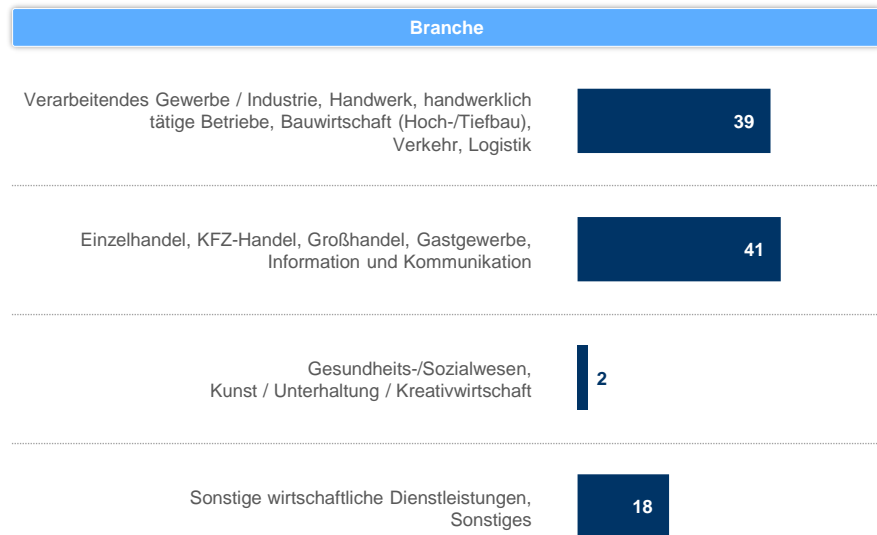 Branche
Verarbeitendes Gewerbe / Industrie, Handwerk, handwerklich
tätige Betriebe, Bauwirtschaft (Hoch-/Tiefbau),
Verkehr, Logistik
39
Einzelhandel, KFZ-Handel, Großhandel, Gastgewerbe,
Information und Kommunikation
41
Gesundheits-/Sozialwesen,
Kunst / Unterhaltung / Kreativwirtschaft
2
Sonstige wirtschaftliche Dienstleistungen,
Sonstiges
18